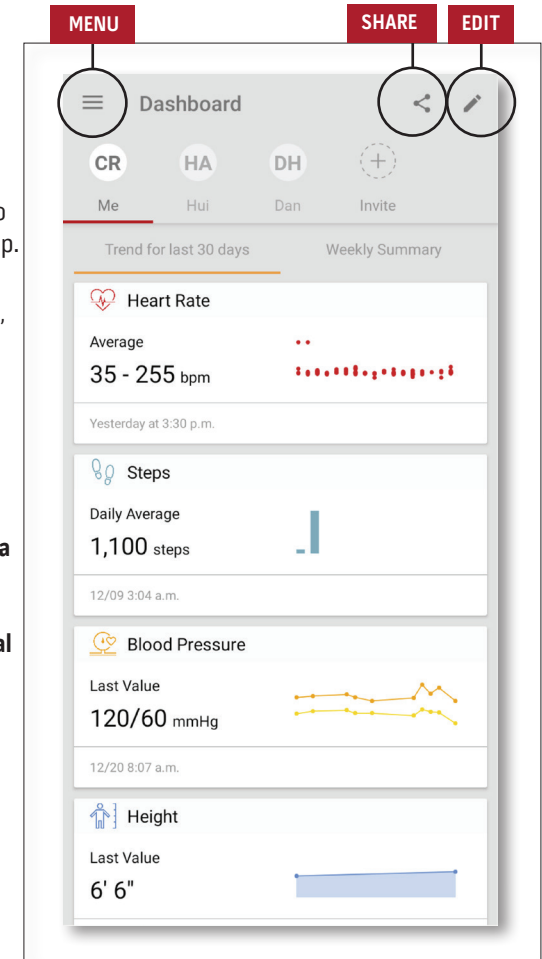 MENU
SHARE
EDIT
Dashboard
CR
HA
DH
Me
Hui
Dan
Invite
p.
,
Trend for last 30 days
Weekly Summary
Heart Rate
Average
35 - 255 bpm
Yesterday at 3:30 p.m.
Steps
Daily Average
1,100 steps
a
12/09 3:04 a.m.
al
Blood Pressure
Last Value
120/60 mmHg
12/20 8:07 a.m.
Height
Last Value
6' 6"